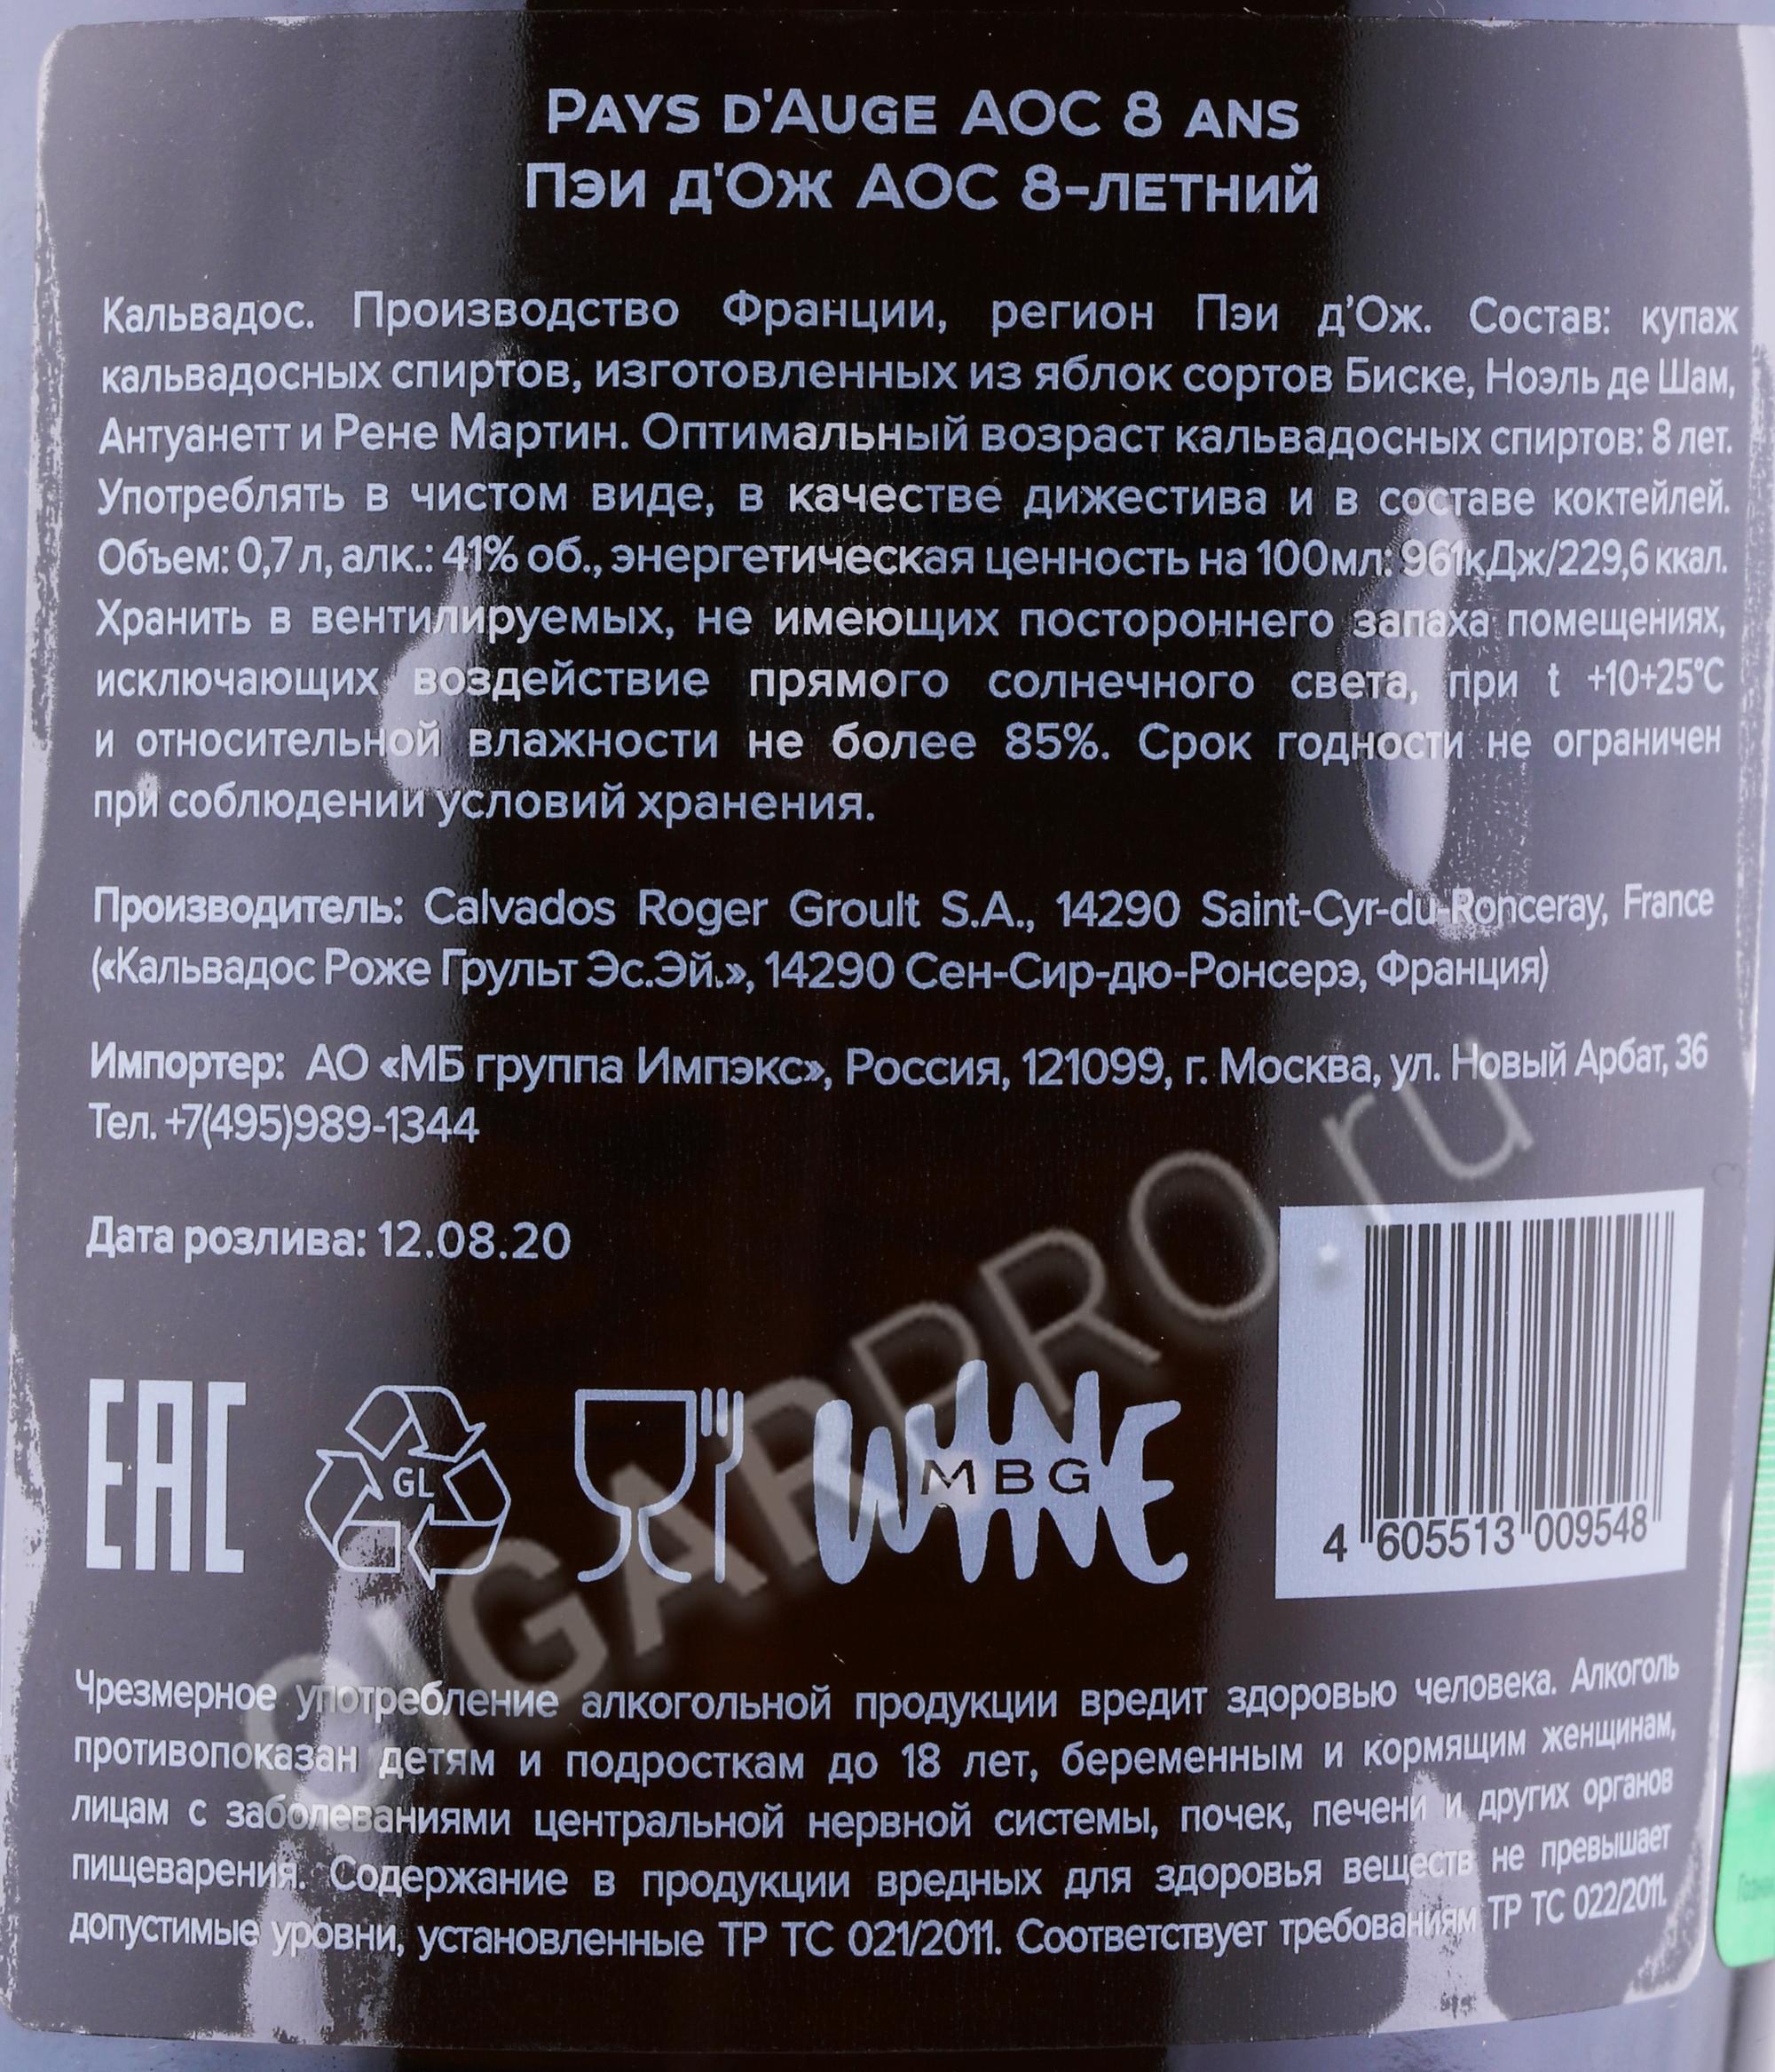 PAYS D'AUGE AOC 8 ANS
ПЭИ Д'ОЖ АОС 8-ЛЕТНИЙ
Кальвадос. Производство Франции, регион Пэи д'Ож. Состав: купаж
кальвадосных спиртов, изготовленных из яблок сортов Биске, Ноэль де Шам,
Антуанетт и Рене Мартин. Оптимальный возраст кальвадосных спиртов: 8 лет.
Употреблять в чистом виде, в качестве дижестива и в составе коктейлей.
Объем: 0,7 л, алк.: 41% об., энергетическая ценность на 100мл: 961кДж/229,6 ккал.
Хранить в вентилируемых, не имеющих постороннего запаха помещениях,
исключающих воздействие прямого солнечного света, при t +10+25°C
и относительной влажности не более 85%. Срок годности не ограничен
при соблюдении условий хранения.
Производитель: Calvados Roger Groult S.A., 14290 Saint-Cyr-du-Ronceray, France
(«Кальвадос Роже Грульт Эс.Эй.», 14290 Сен-Сир-дю-Ронсерэ, Франция)
Импортер: АО «МБ группа Импэкс», Россия, 121099, г. Москва, ул. Новый Арбат, 36
Тел. +7(495)989-1344
Дата розлива: 12.08.20
EAC
GL
WINE
MBG
4 605513 009548
CIGARPRO.ru
Чрезмерное употребление алкогольной продукции вредит здоровью человека. Алкоголь
противопоказан детям и подросткам до 18 лет, беременным и кормящим женщинам,
лицам с заболеваниями центральной нервной системы, почек, печени и других органов
пищеварения. Содержание в продукции вредных для здоровья веществ не превышает
допустимые уровни, установленные ТР ТС 021/2011. Соответствует требованиям ТР ТС 022/2011.